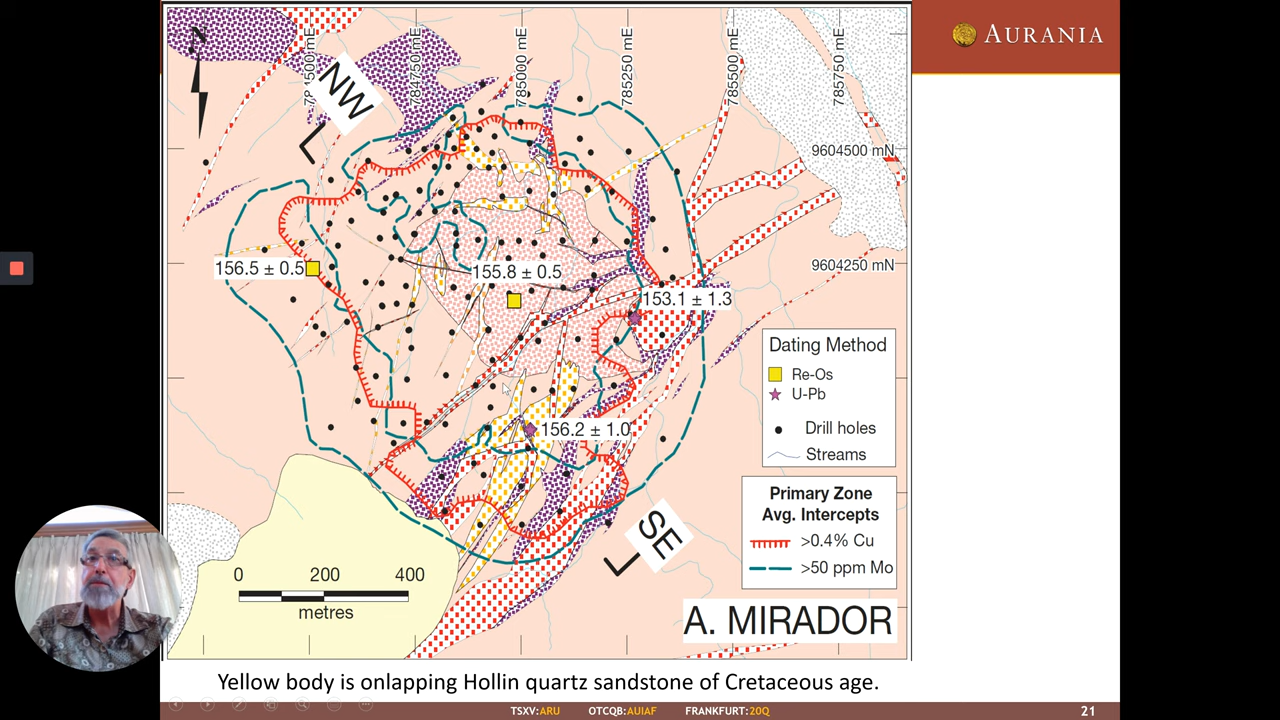 AURANIA
N
784500 mE
784750 mE
785000 mE
785250 mE
785500 mE
785750 mE
NW
9604500 mN
9604250 mN
156.5 ± 0.5
155.8 ± 0.5
153.1 ± 1.3
156.2 ± 1.0
Dating Method
Re-Os
U-Pb
Drill holes
Streams
Primary Zone
Avg. Intercepts
>0.4% Cu
>50 ppm Mo
SE
0 200 400
metres
A. MIRADOR
Yellow body is onlapping Hollin quartz sandstone of Cretaceous age.
TSXV:ARU OTCQB:AUIAF FRANKFURT:20Q
21